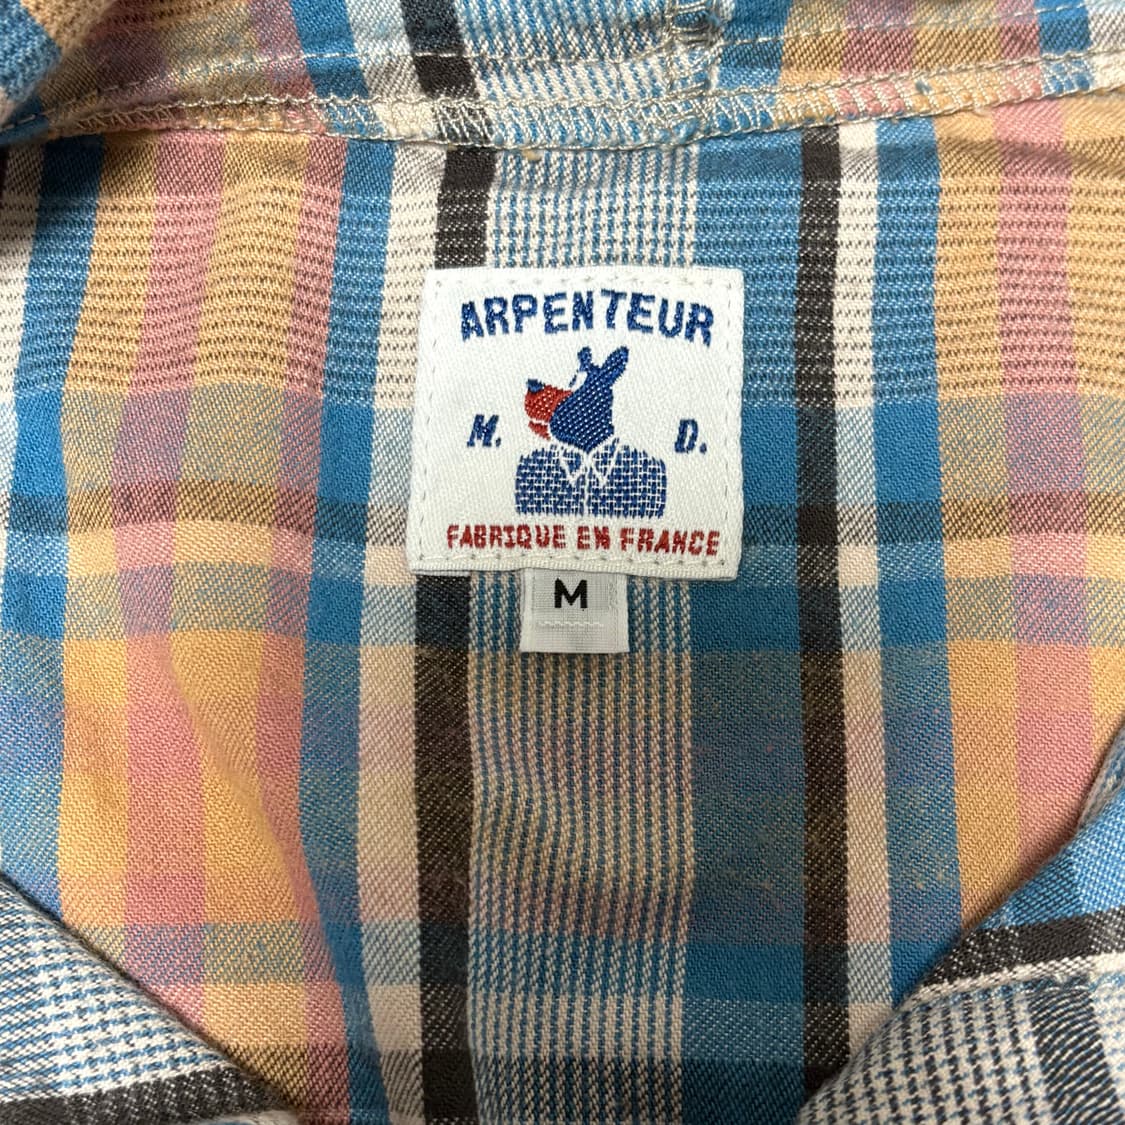 ARPENTEUR
M. D.
FABRIQUE EN FRANCE
M